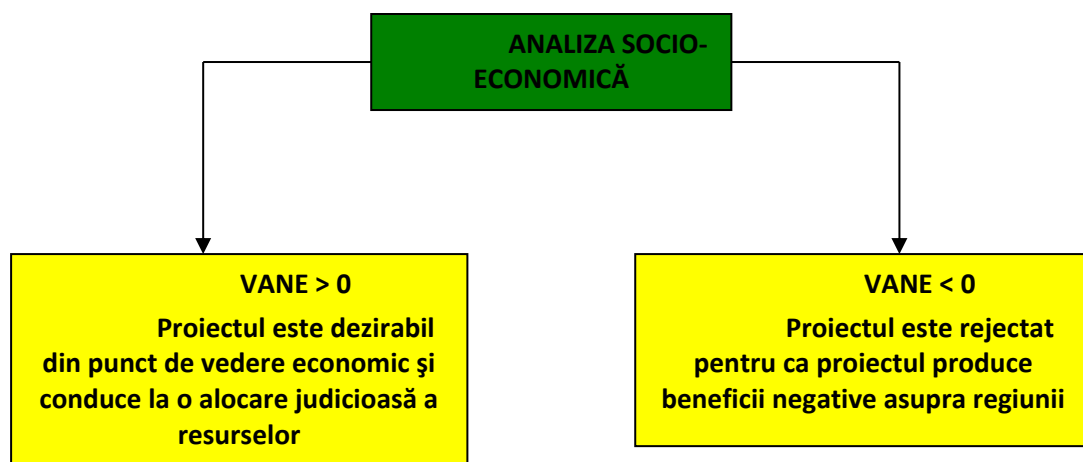 ANALIZA SOCIO-
ECONOMICĂ
VANE > 0
Proiectul este dezirabil
din punct de vedere economic şi
conduce la o alocare judicioasă a
resurselor
VANE < 0
Proiectul este rejectat
pentru ca proiectul produce
beneficii negative asupra regiunii